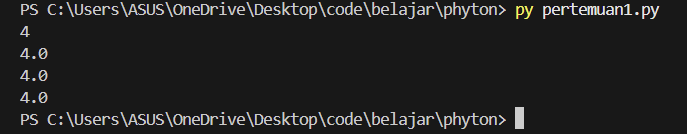 PS C:\Users\ASUS\OneDrive\Desktop\code\belajar\phyton> py pertemuan1.py
4
4.0
4.0
4.0
PS C:\Users\ASUS\OneDrive\Desktop\code\belajar\phyton>